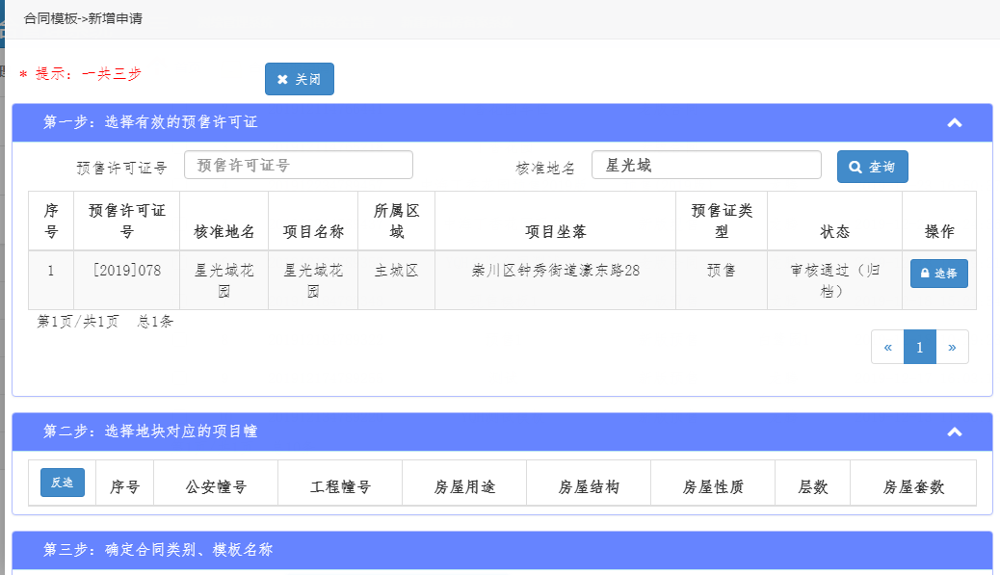 合同模板->新增申请
* 提示：一共三步
关闭
第一步：选择有效的预售许可证
预售许可证号 预售许可证号 核准地名 星光域 查询
序号 预售许可证号 核准地名 项目名称 所属区域 项目坐落 预售证类型 状态 操作
1 [2019]078 星光域花园 星光域花园 主城区 崇川区钟秀街道濠东路28 预售 审核通过（归档） 选择
第1页/共1页 总1条
« 1 »
第二步：选择地块对应的项目幢
反选 序号 公安幢号 工程幢号 房屋用途 房屋结构 房屋性质 层数 房屋套数
第三步：确定合同类别、模板名称